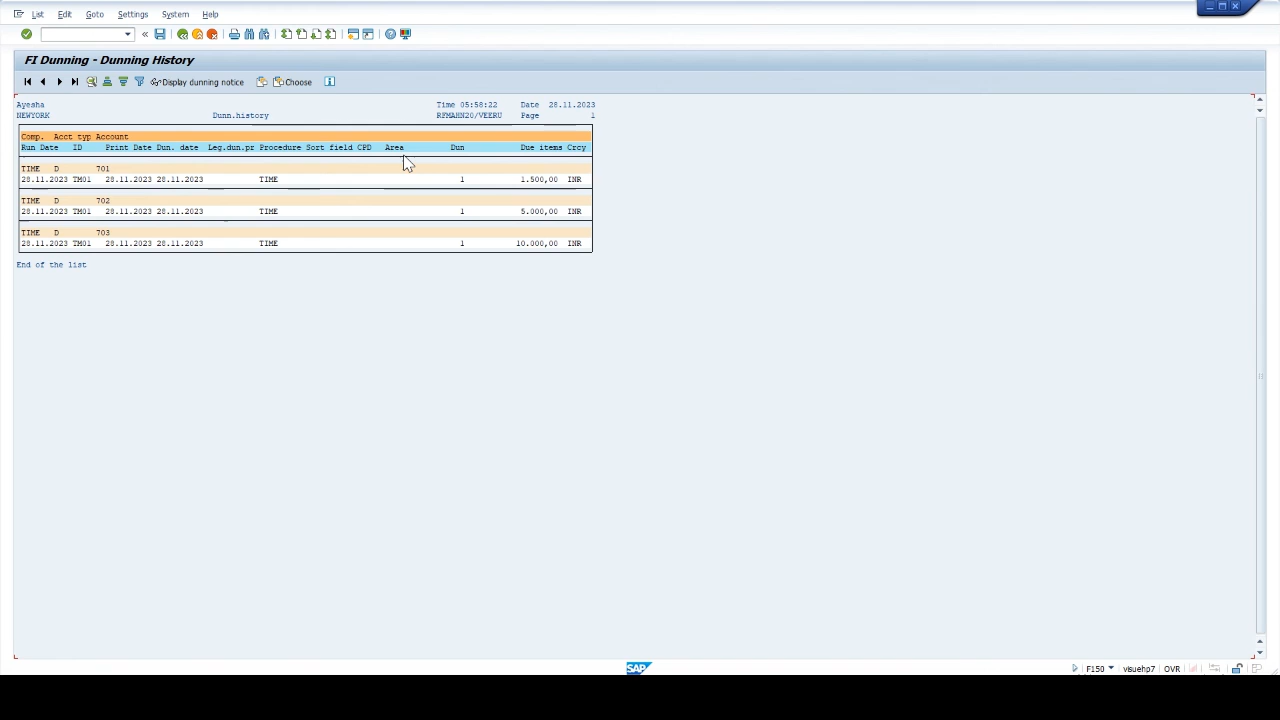 List Edit Goto Settings System Help
FI Dunning - Dunning History
Display dunning notice Choose
Ayesha Time 05:58:22 Date 28.11.2023
NEWYORK Dunn.history RFMAHN20/VEERU Page 1
Comp. Acct typ Account
Run Date ID Print Date Dun. date Leg.dun.pr Procedure Sort field CPD Area Dun Due items Crcy
TIME D 701
28.11.2023 TM01 28.11.2023 28.11.2023 TIME 1 1.500,00 INR
TIME D 702
28.11.2023 TM01 28.11.2023 28.11.2023 TIME 1 5.000,00 INR
TIME D 703
28.11.2023 TM01 28.11.2023 28.11.2023 TIME 1 10.000,00 INR
End of the list
SAP F150 visuehp7 OVR